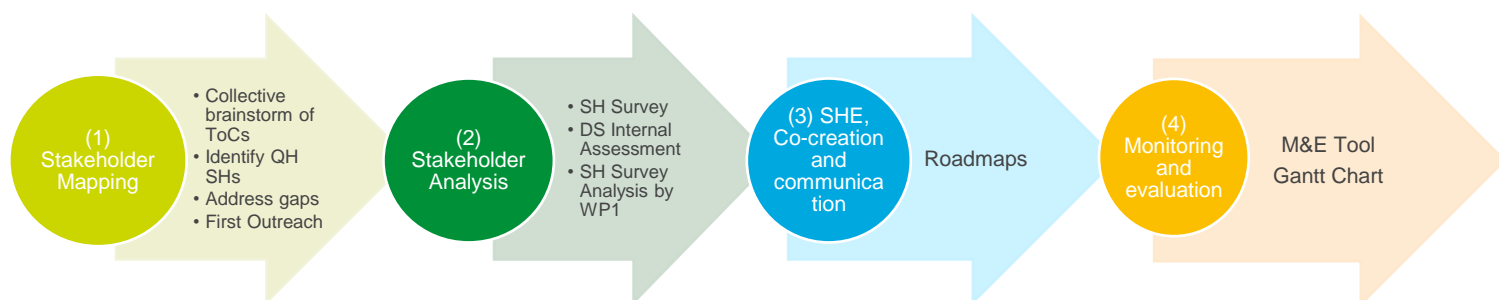 (1)
Stakeholder
Mapping
• Collective
brainstorm of
ToCs
• Identify QH
SHs
• Address gaps
• First Outreach
(2)
Stakeholder
Analysis
• SH Survey
• DS Internal
Assessment
• SH Survey
Analysis by
WP1
(3) SHE,
Co-creation
and
communica
tion
Roadmaps
(4)
Monitoring
and
evaluation
M&E Tool
Gantt Chart